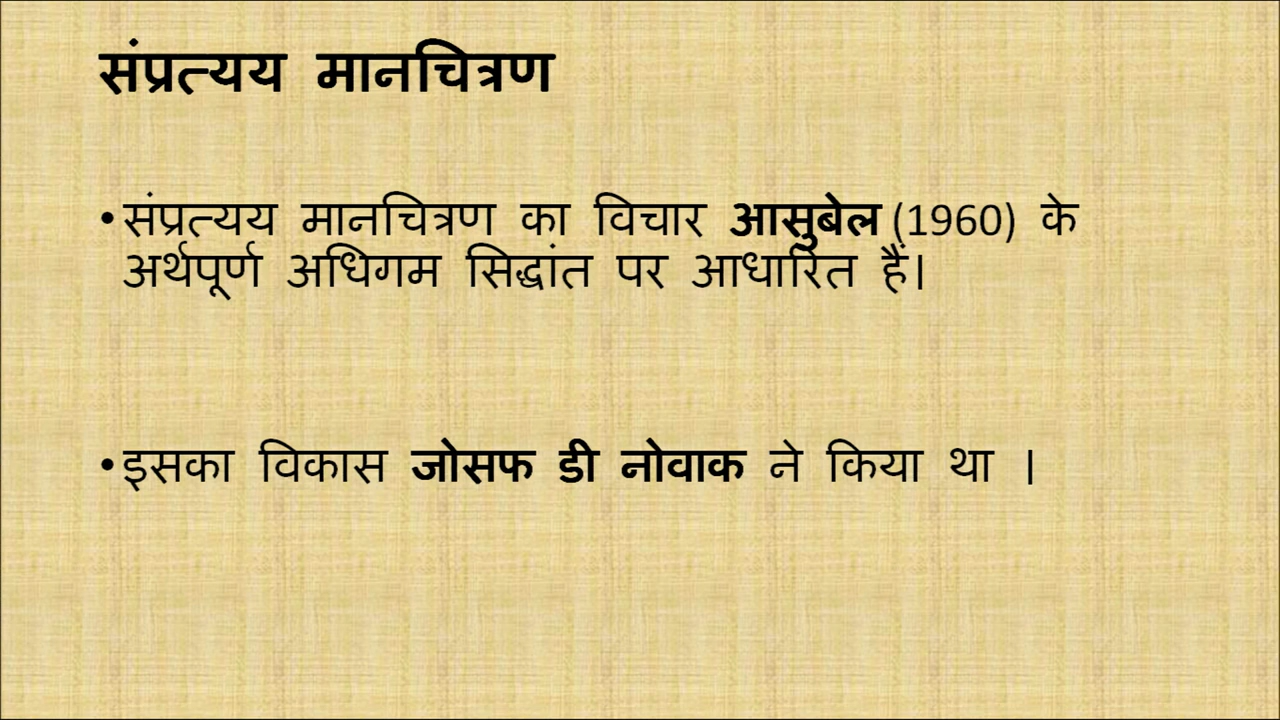 संप्रत्यय मानचित्रण
•संप्रत्यय मानचित्रण का विचार आसुबेल (1960) के
अर्थपूर्ण अधिगम सिद्धांत पर आधारित हैं।
•इसका विकास जोसफ डी नोवाक ने किया था ।